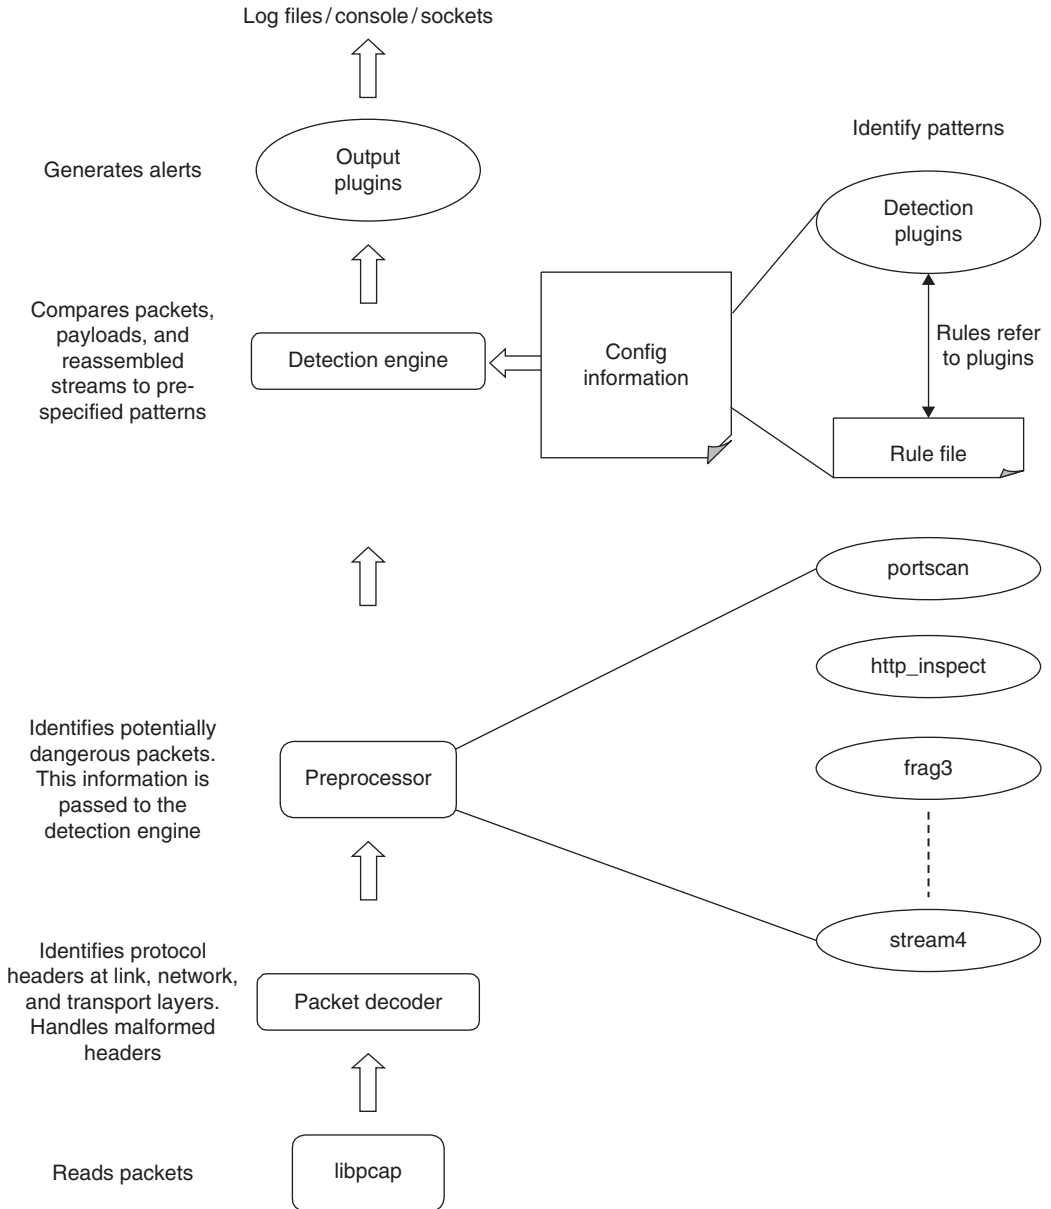 Log files/console/sockets
Identify patterns
Generates alerts
Output
plugins
Detection
plugins
Compares packets,
payloads, and
reassembled
streams to pre-
specified patterns
Detection engine
Config
information
Rules refer
to plugins
Rule file
portscan
http_inspect
Identifies potentially
dangerous packets.
This information is
passed to the
detection engine
Preprocessor
frag3
stream4
Identifies protocol
headers at link, network,
and transport layers.
Handles malformed
headers
Packet decoder
Reads packets
libpcap